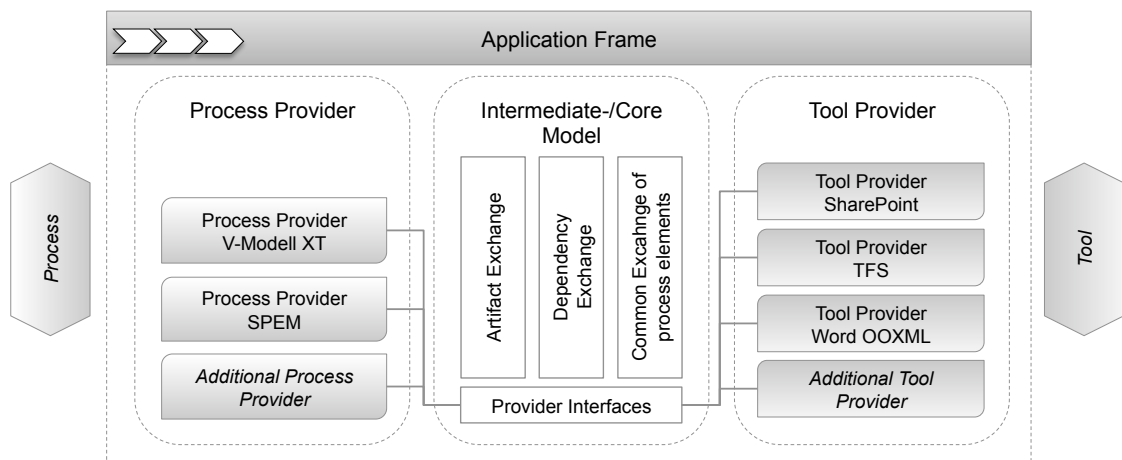 Application Frame
Process
Process Provider
Process Provider
V-Modell XT
Process Provider
SPEM
Additional Process
Provider
Intermediate-/Core
Model
Artifact Exchange
Dependency
Exchange
Common Excahnge of
process elements
Provider Interfaces
Tool Provider
Tool Provider
SharePoint
Tool Provider
TFS
Tool Provider
Word OOXML
Additional Tool
Provider
Tool